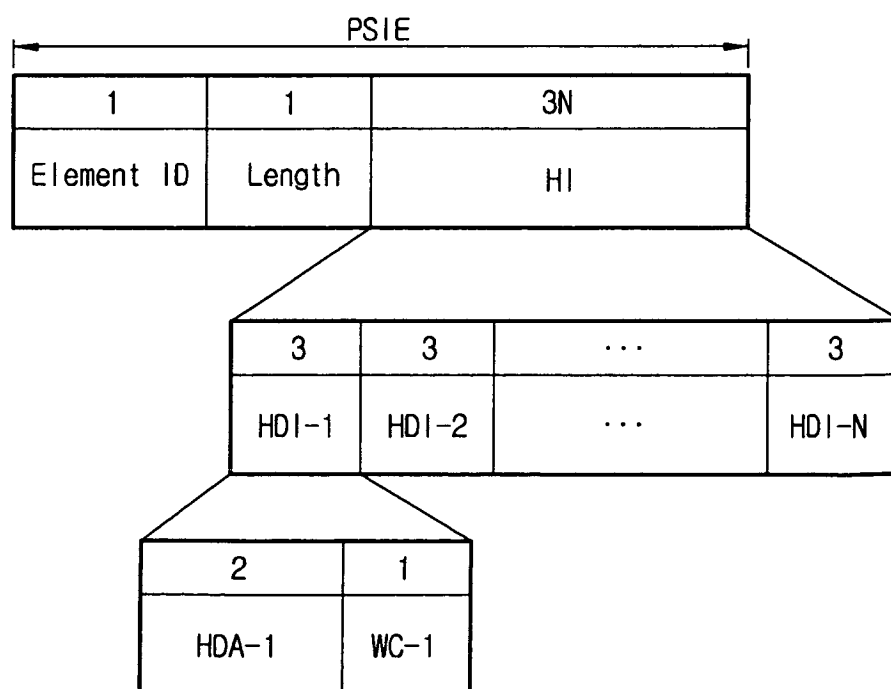 PSIE
1 1 3N
Element ID Length HI
3 3 ... 3
HDI-1 HDI-2 ... HDI-N
2 1
HDA-1 WC-1